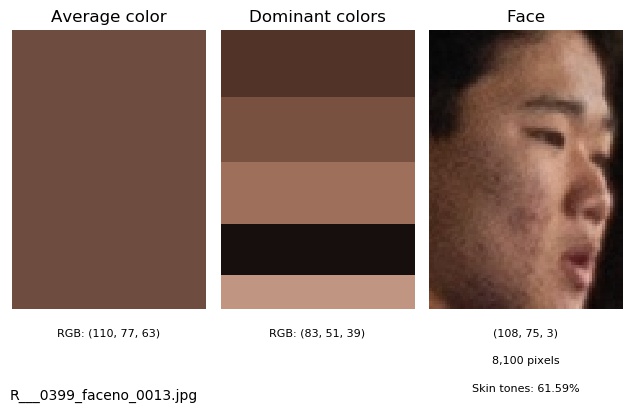 Average color
Dominant colors
Face
RGB: (110, 77, 63)
RGB: (83, 51, 39)
(108, 75, 3)
8,100 pixels
Skin tones: 61.59%
R___0399_faceno_0013.jpg